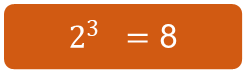 2³ = 8